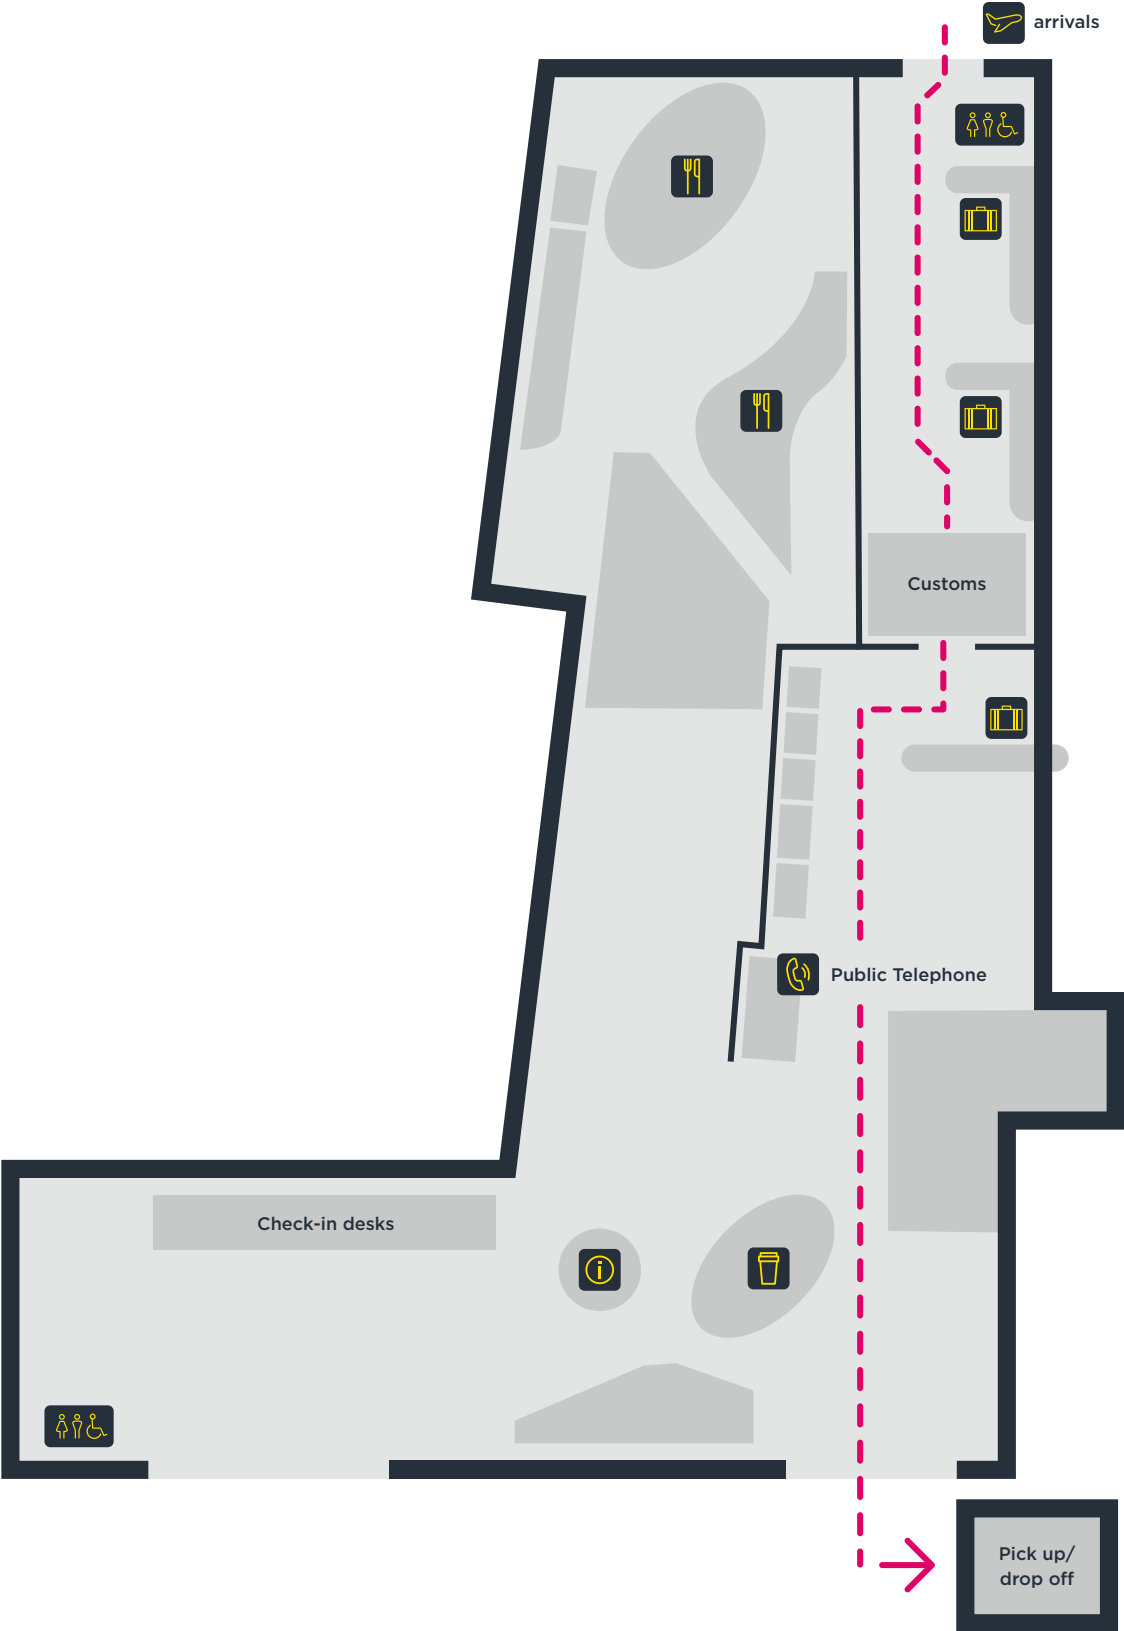 arrivals
Customs
Public Telephone
Check-in desks
Pick up/
drop off